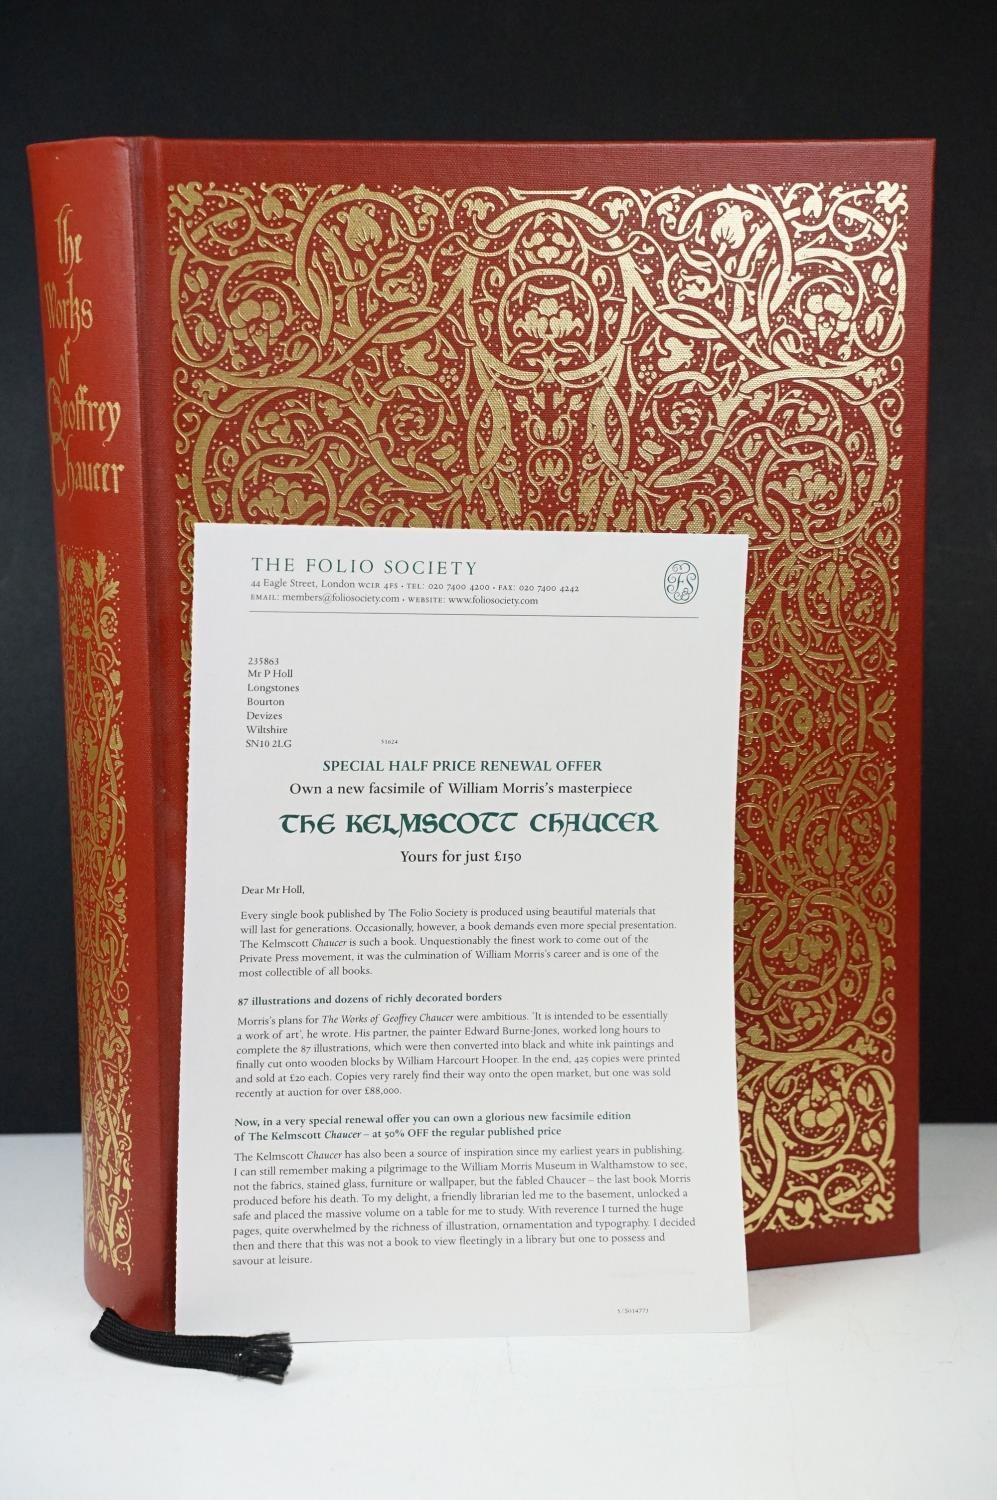 The
Works
of
Geoffrey
Chaucer
THE FOLIO SOCIETY
44 Eagle Street, London WC1R 4FS • TEL: 020 7400 4200 • FAX: 020 7400 4242
EMAIL: members@foliosociety.com • WEBSITE: www.foliosociety.com
FS
235863
Mr P Holl
Longstones
Bourton
Devizes
Wiltshire
SN10 2LG
51624
SPECIAL HALF PRICE RENEWAL OFFER
Own a new facsimile of William Morris's masterpiece
THE KELMSCOTT CHAUCER
Yours for just £150
Dear Mr Holl,
Every single book published by The Folio Society is produced using beautiful materials that
will last for generations. Occasionally, however, a book demands even more special presentation.
The Kelmscott Chaucer is such a book. Unquestionably the finest work to come out of the
Private Press movement, it was the culmination of William Morris's career and is one of the
most collectible of all books.
87 illustrations and dozens of richly decorated borders
Morris's plans for The Works of Geoffrey Chaucer were ambitious. 'It is intended to be essentially
a work of art', he wrote. His partner, the painter Edward Burne-Jones, worked long hours to
complete the 87 illustrations, which were then converted into black and white ink paintings and
finally cut onto wooden blocks by William Harcourt Hooper. In the end, 425 copies were printed
and sold at £20 each. Copies very rarely find their way onto the open market, but one was sold
recently at auction for over £88,000.
Now, in a very special renewal offer you can own a glorious new facsimile edition
of The Kelmscott Chaucer – at 50% OFF the regular published price
The Kelmscott Chaucer has also been a source of inspiration since my earliest years in publishing.
I can still remember making a pilgrimage to the William Morris Museum in Walthamstow to see,
not the fabrics, stained glass, furniture or wallpaper, but the fabled Chaucer – the last book Morris
produced before his death. To my delight, a friendly librarian led me to the basement, unlocked a
safe and placed the massive volume on a table for me to study. With reverence I turned the huge
pages, quite overwhelmed by the richness of illustration, ornamentation and typography. I decided
then and there that this was not a book to view fleetingly in a library but one to possess and
savour at leisure.